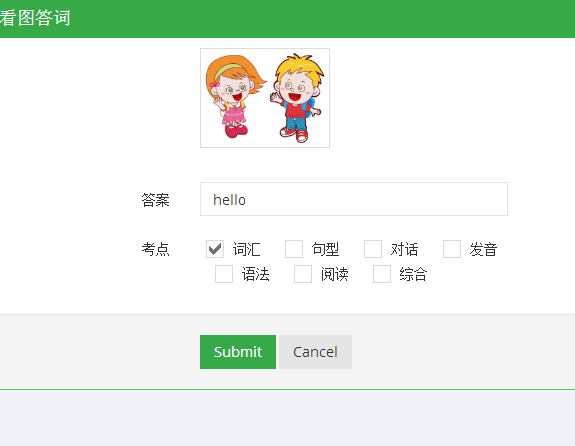 看图答词
答案 hello
考点 词汇 句型 对话 发音
语法 阅读 综合
Submit Cancel